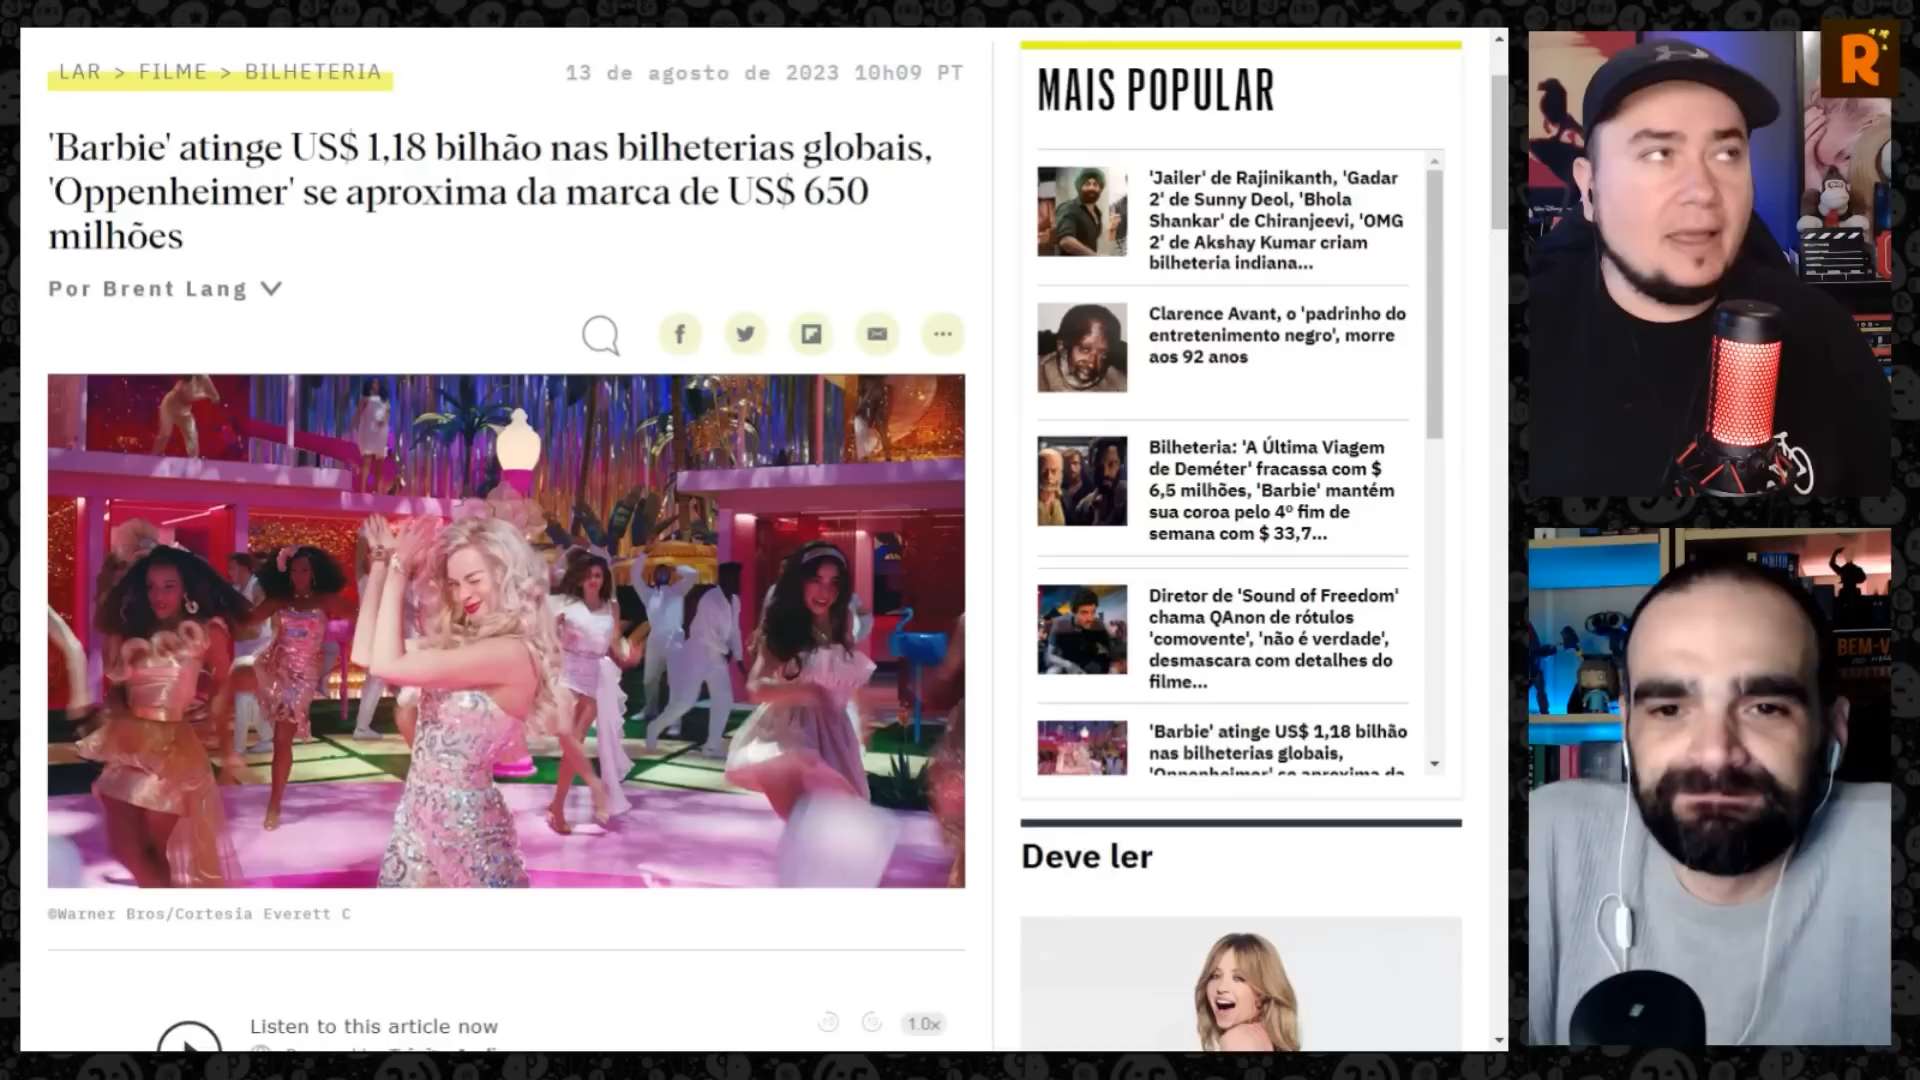 LAR > FILME > BILHETERIA
13 de agosto de 2023 10h09 PT
'Barbie' atinge US$ 1,18 bilhão nas bilheterias globais,
'Oppenheimer' se aproxima da marca de US$ 650
milhões
Por Brent Lang
©Warner Bros/Cortesia Everett C
Listen to this article now
1.0x
MAIS POPULAR
'Jailer' de Rajinikanth, 'Gadar
2' de Sunny Deol, 'Bhola
Shankar' de Chiranjeevi, 'OMG
2' de Akshay Kumar criam
bilheteria indiana...
Clarence Avant, o 'padrinho do
entretenimento negro', morre
aos 92 anos
Bilheteria: 'A Última Viagem
de Deméter' fracassa com $
6,5 milhões, 'Barbie' mantém
sua coroa pelo 4º fim de
semana com $ 33,7...
Diretor de 'Sound of Freedom'
chama QAnon de rótulos
'comovente', 'não é verdade',
desmascara com detalhes do
filme...
'Barbie' atinge US$ 1,18 bilhão
nas bilheterias globais,
'Oppenheimer' se aproxima da
Deve ler
R
BEM-V